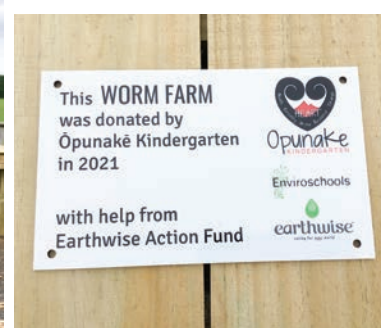 This WORM FARM
was donated by
Ōpunakē Kindergarten
in 2021
with help from
Earthwise Action Fund
HEART
Opunake
KINDERGARTEN
Enviroschools
earthwise